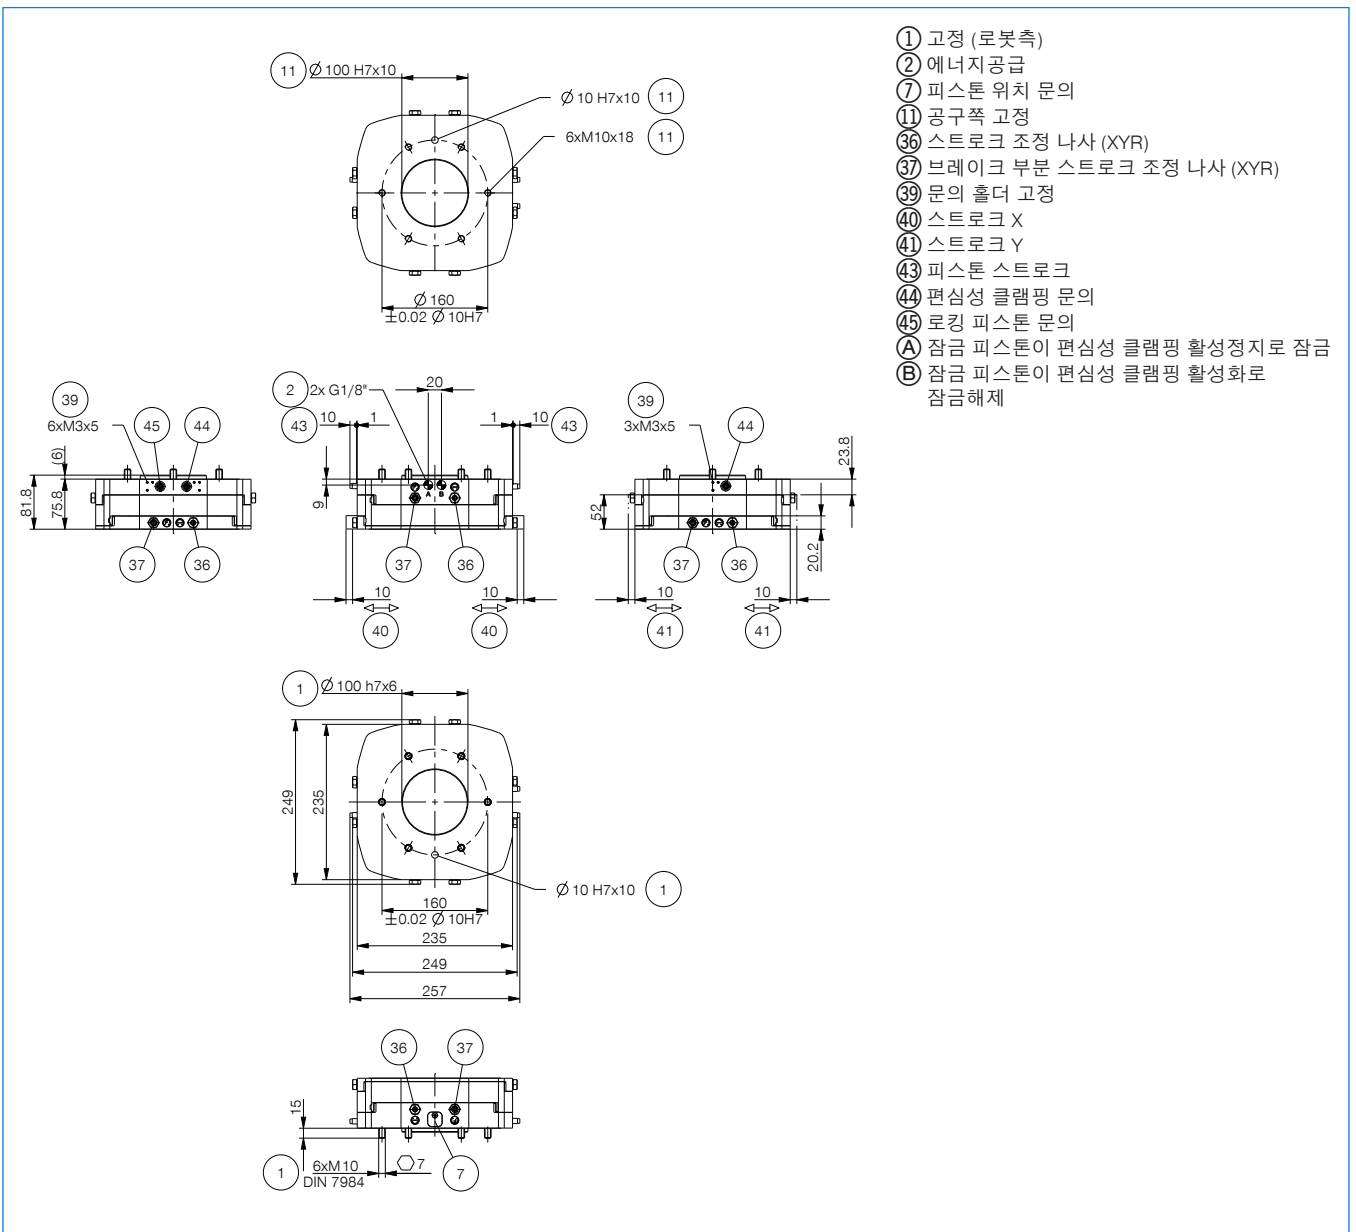 ① 고정 (로봇측)
② 에너지공급
⑦ 피스톤 위치 문의
⑪ 공구쪽 고정
㊱ 스트로크 조정 나사 (XYR)
㊲ 브레이크 부분 스트로크 조정 나사 (XYR)
㊴ 문의 홀더 고정
㊵ 스트로크 X
㊶ 스트로크 Y
㊸ 피스톤 스트로크
㊹ 편심성 클램핑 문의
㊺ 로킹 피스톤 문의
Ⓐ 잠금 피스톤이 편심성 클램핑 활성정지로 잠금
Ⓑ 잠금 피스톤이 편심성 클램핑 활성화로
잠금해제
11 Ø 100 H7x10
Ø 10 H7x10 11
6xM10x18 11
Ø 160
±0.02 Ø 10H7
39
6xM3x5 45 44
(6)
81.8
75.8
37 36
2 2x G1/8" 20
43 10 1
1 10 43
9
A B
37 36
10 10
40 40
39
3xM3x5 44
23.8
52
20.2
37 36
10 10
41 41
1 Ø 100 h7x6
249
235
Ø 10 H7x10 1
160
±0.02 Ø 10H7
235
249
257
36 37
15
1 6xM10 7 7
DIN 7984